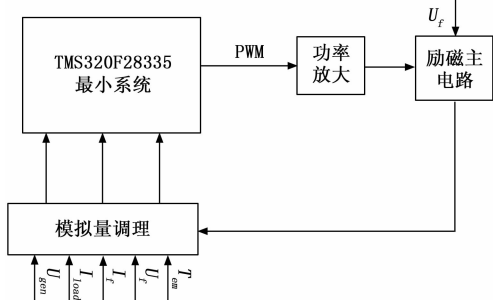 U_f
TMS320F28335
最小系统
PWM
功率
放大
励磁主
电路
模拟量调理
U_gen
I_load
I_f
U_f
T_em